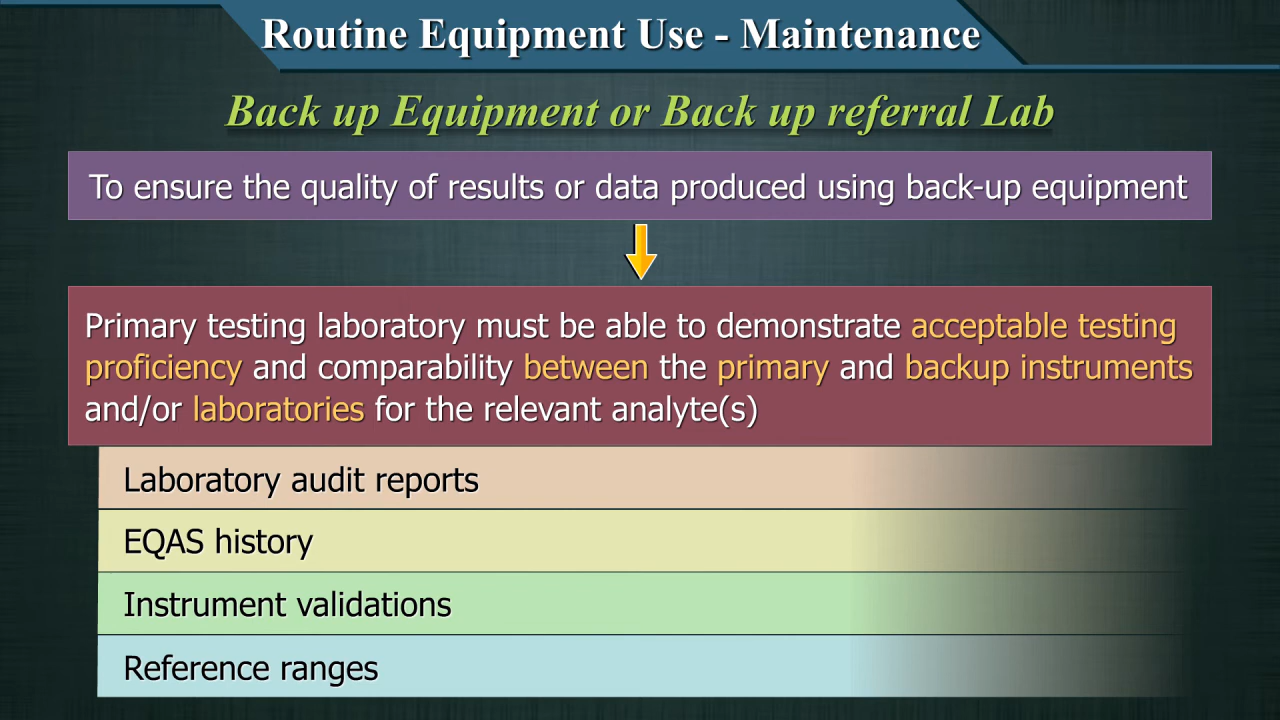 Routine Equipment Use - Maintenance
Back up Equipment or Back up referral Lab
To ensure the quality of results or data produced using back-up equipment
Primary testing laboratory must be able to demonstrate acceptable testing
proficiency and comparability between the primary and backup instruments
and/or laboratories for the relevant analyte(s)
Laboratory audit reports
EQAS history
Instrument validations
Reference ranges